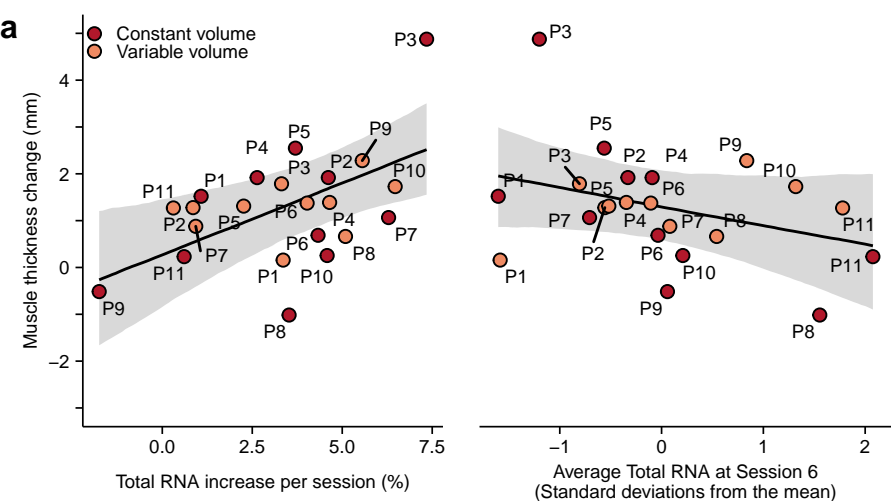 a
Constant volume
Variable volume
Muscle thickness change (mm)
4
2
0
−2
P3
P5
P9
P4
P3
P2
P10
P1
P11
P2
P5
P6
P4
P7
P7
P6
P8
P11
P1
P10
P9
P8
0.0
2.5
5.0
7.5
Total RNA increase per session (%)
P3
P5
P2
P4
P9
P3
P10
P1
P5
P6
P7
P4
P7
P8
P11
P2
P6
P11
P1
P10
P9
P8
−1
0
1
2
Average Total RNA at Session 6
(Standard deviations from the mean)